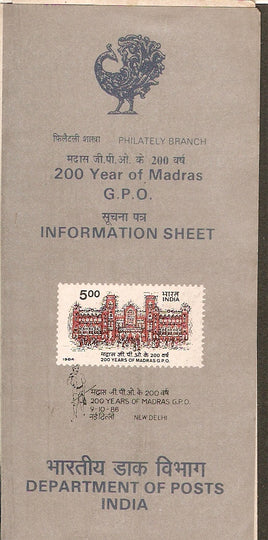 फिलैटली शाखा PHILATELY BRANCH
मद्रास जी.पी.ओ. के 200 वर्ष
200 Year of Madras
G.P.O.
सूचना पत्र
INFORMATION SHEET
5.00 भारत
INDIA
मद्रास जी.पी.ओ. के 200 वर्ष
1984 200 YEARS OF MADRAS G.P.O.
मद्रास जी.पी.ओ. के 200 वर्ष
200 YEARS OF MADRAS G.P.O.
9-10-86
नई दिल्ली NEW DELHI
भारतीय डाक विभाग
DEPARTMENT OF POSTS
INDIA